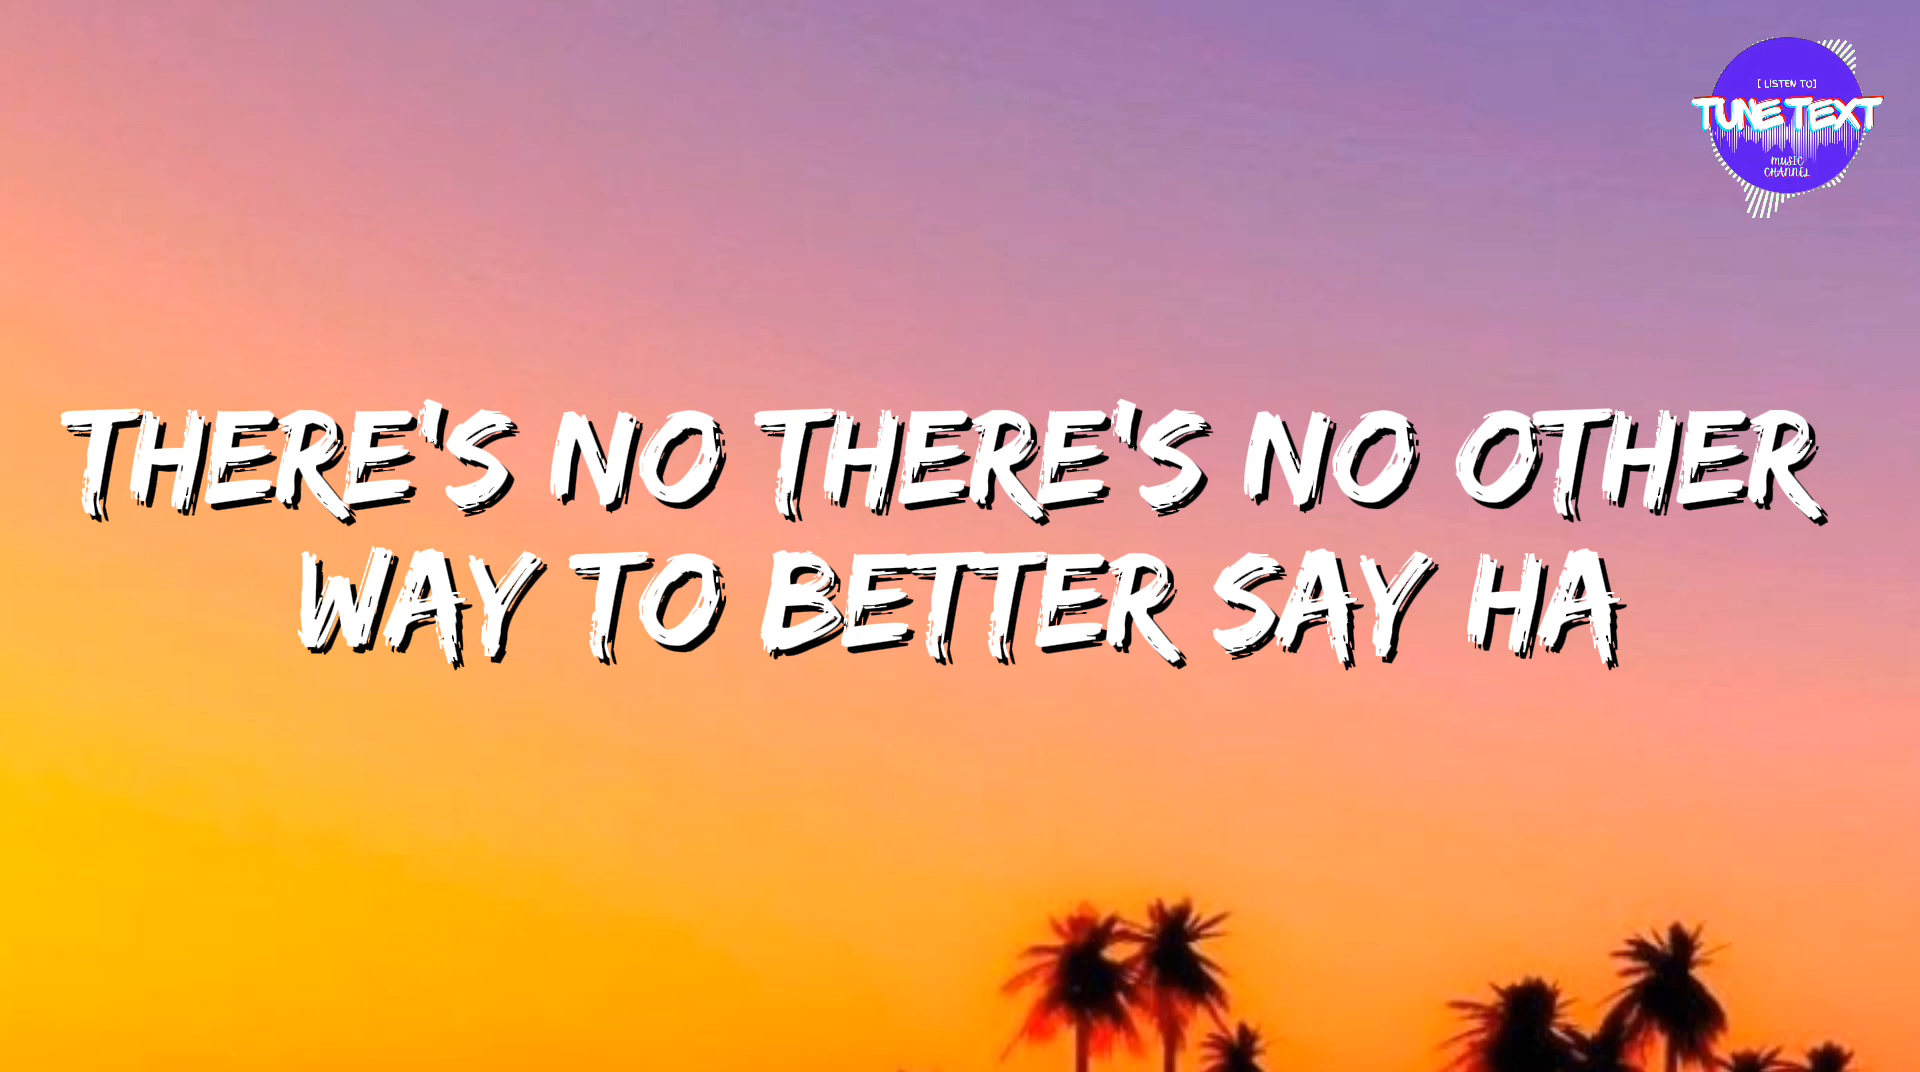 [ LISTEN TO]
TUNE TEXT
MUSIC
CHANNEL
THERE'S NO THERE'S NO OTHER
WAY TO BETTER SAY HA